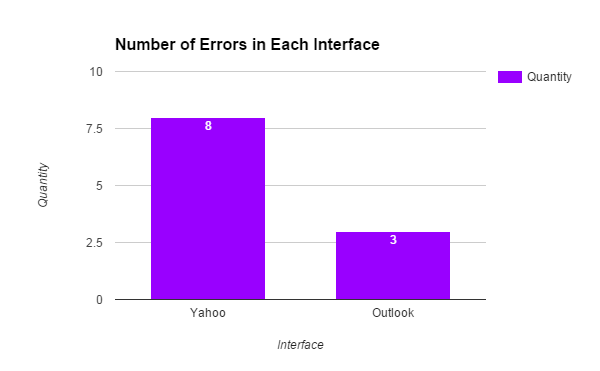 Number of Errors in Each Interface
10
7.5
5
2.5
0
Quantity
8
3
Yahoo
Outlook
Interface
Quantity